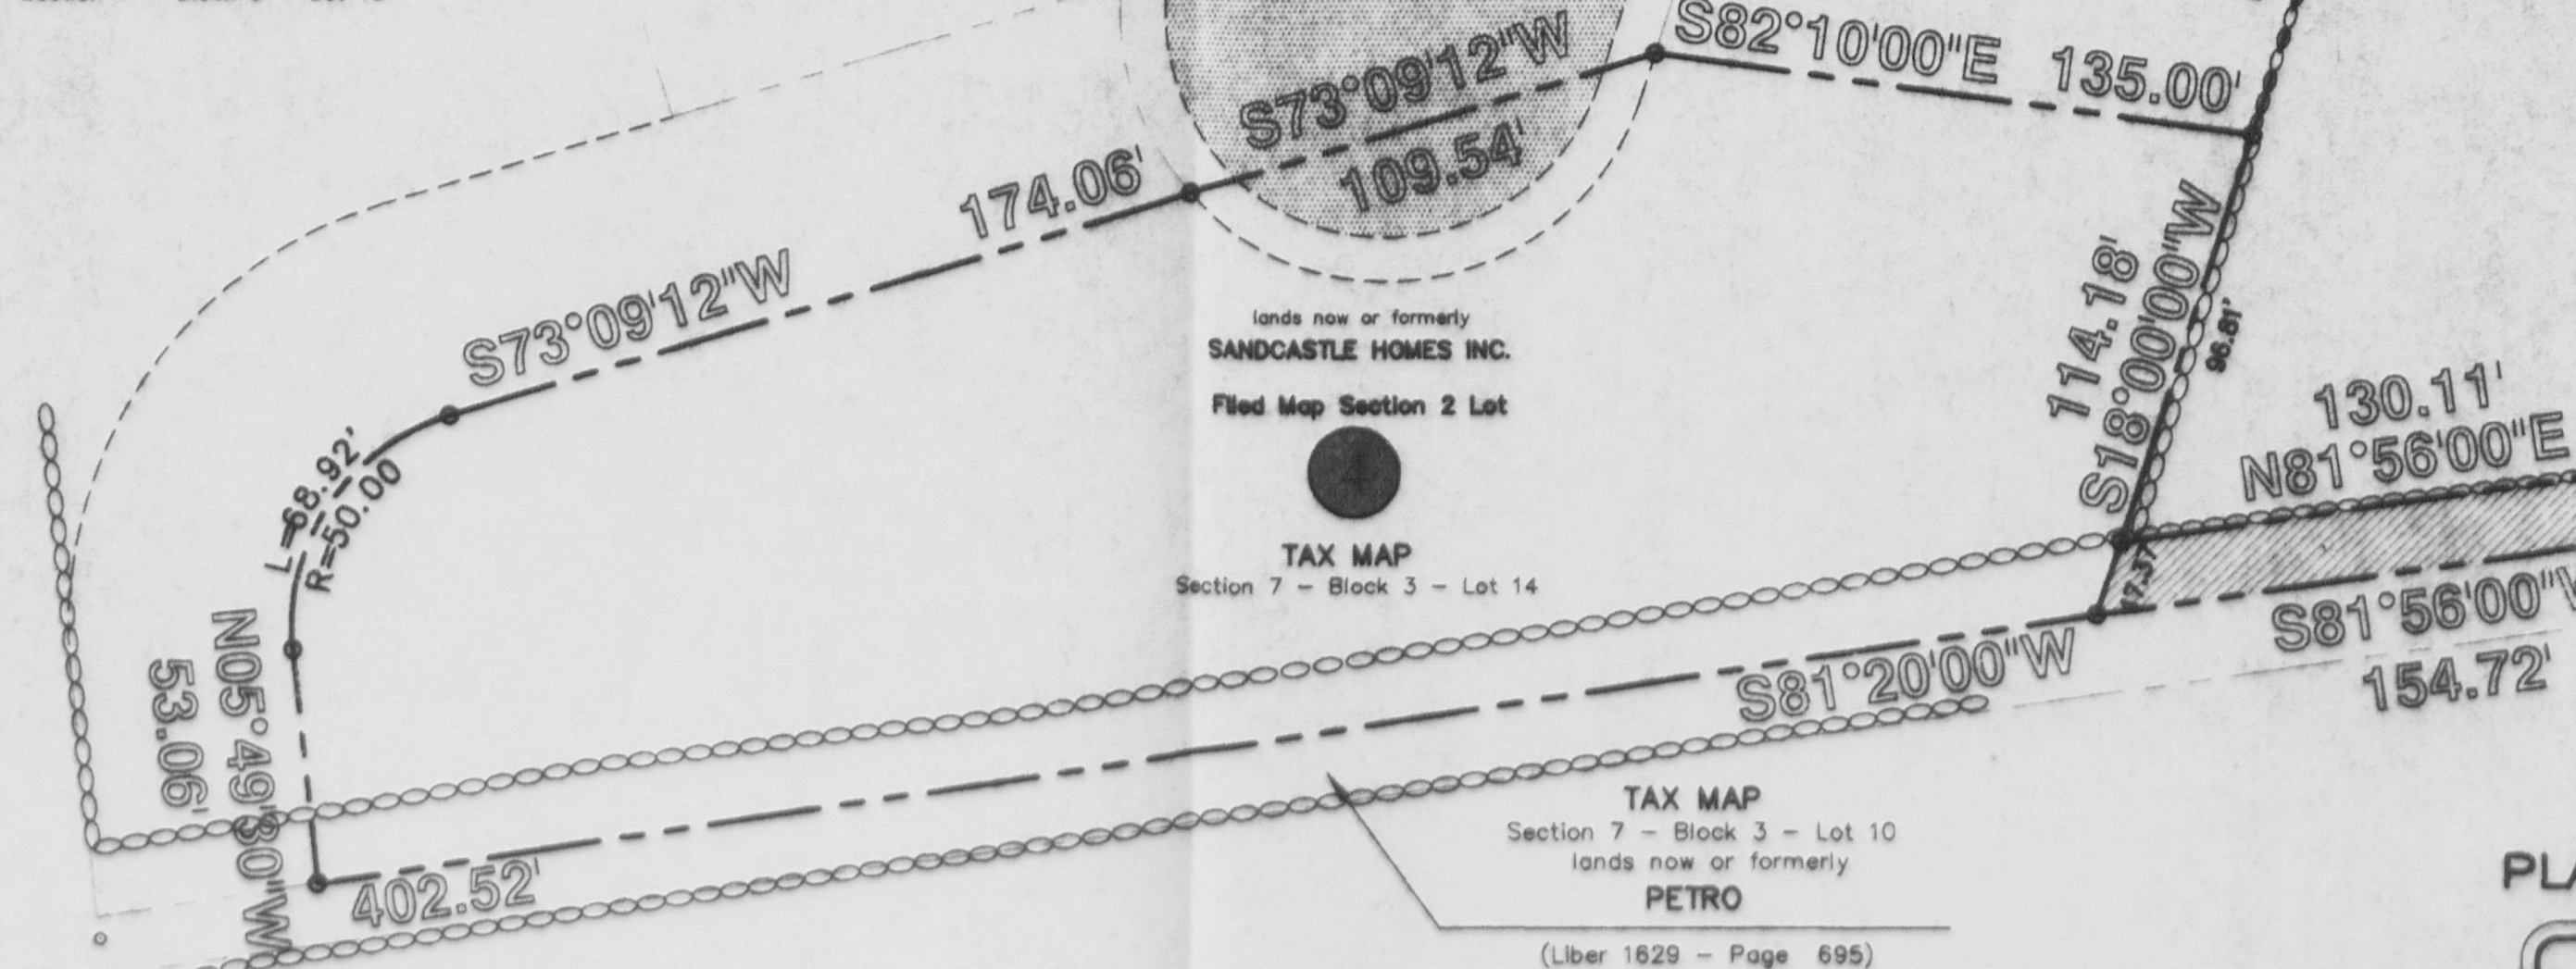 S82°10'00"E 135.00'
S73°09'12"W
109.54'
174.06'
S73°09'12"W
L=68.92'
R=50.00
N05°49'30"W
53.06'
lands now or formerly
SANDCASTLE HOMES INC.
Filed Map Section 2 Lot
4
TAX MAP
Section 7 - Block 3 - Lot 14
114.18'
S18°00'00"W
96.81'
130.11'
N81°56'00"E
17.37
S81°56'00"W
154.72'
S81°20'00"W
402.52'
TAX MAP
Section 7 - Block 3 - Lot 10
lands now or formerly
PETRO
(Liber 1629 - Page 695)
PLA